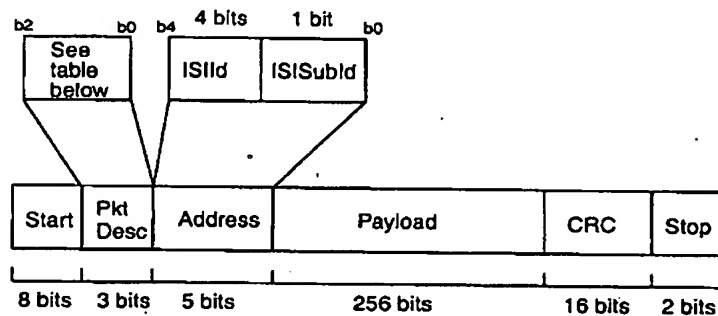 4 bits 1 bit
b2 b0 b4 b0
See
table
below
ISIId ISISubId
Start Pkt
Desc Address Payload CRC Stop
8 bits 3 bits 5 bits 256 bits 16 bits 2 bits